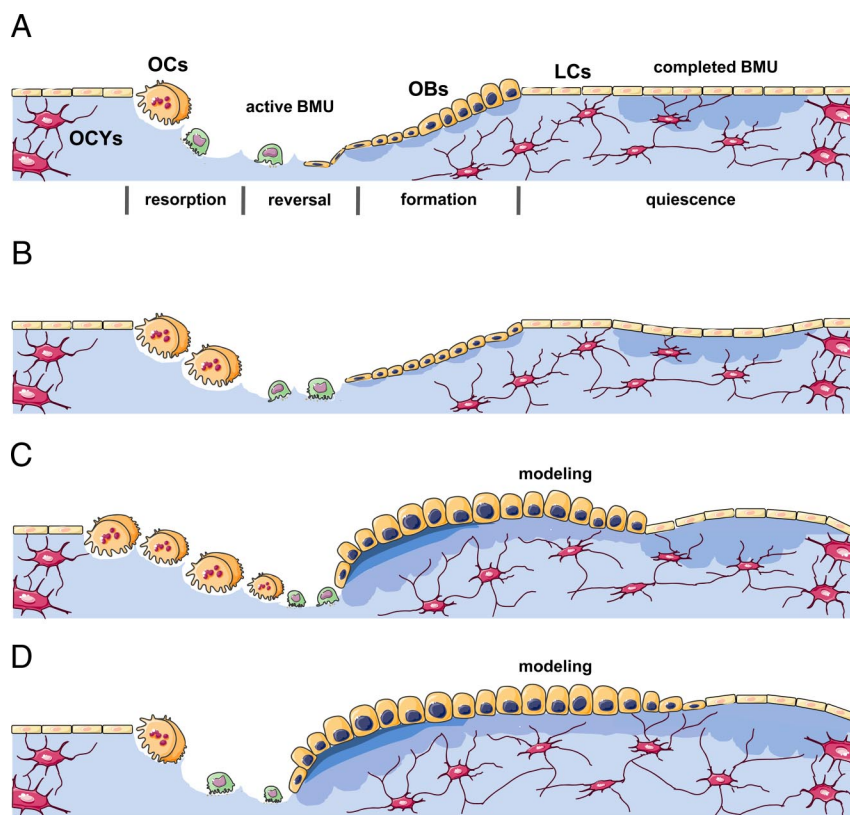 A
OCs
LCs
completed BMU
OBs
active BMU
OCYs
resorption
reversal
formation
quiescence
B
C
modeling
D
modeling